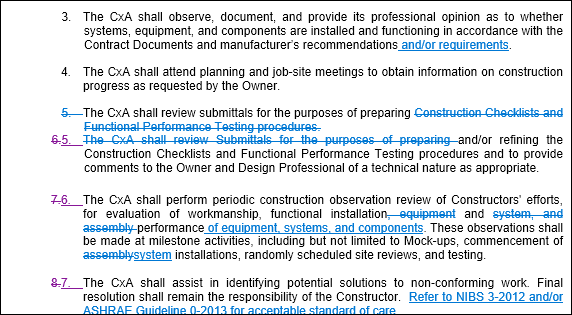 3. The CxA shall observe, document, and provide its professional opinion as to whether
systems, equipment, and components are installed and functioning in accordance with the
Contract Documents and manufacturer's recommendations and/or requirements.
4. The CxA shall attend planning and job-site meetings to obtain information on construction
progress as requested by the Owner.
5. The CxA shall review submittals for the purposes of preparing Construction Checklists and
Functional Performance Testing procedures.
6.5. The CxA shall review Submittals for the purposes of preparing and/or refining the
Construction Checklists and Functional Performance Testing procedures and to provide
comments to the Owner and Design Professional of a technical nature as appropriate.
7.6. The CxA shall perform periodic construction observation review of Constructors' efforts,
for evaluation of workmanship, functional installation, equipment and system, and
assembly performance of equipment, systems, and components. These observations shall
be made at milestone activities, including but not limited to Mock-ups, commencement of
assemblysystem installations, randomly scheduled site reviews, and testing.
8.7. The CxA shall assist in identifying potential solutions to non-conforming work. Final
resolution shall remain the responsibility of the Constructor. Refer to NIBS 3-2012 and/or
ASHRAE Guideline 0-2013 for acceptable standard of care